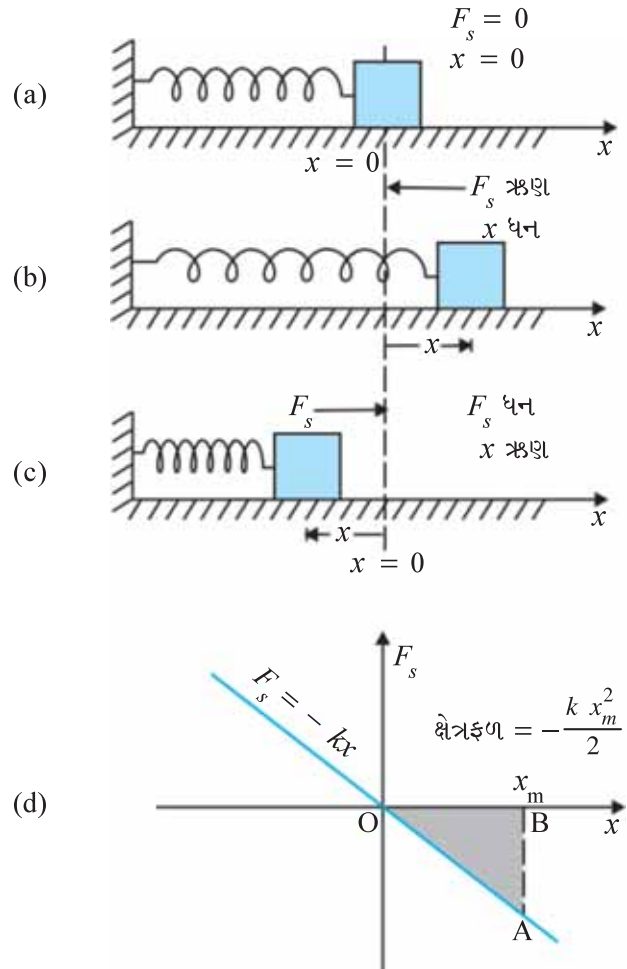 (a)
F_s = 0
x = 0
x
x = 0
F_s ઋણ
x ધન
(b)
x
x
F_s
F_s ધન
x ઋણ
(c)
x
x
x = 0
(d)
F_s
F_s = – kx
ક્ષેત્રફળ = – k x_m^2 / 2
x_m
O
B
x
A